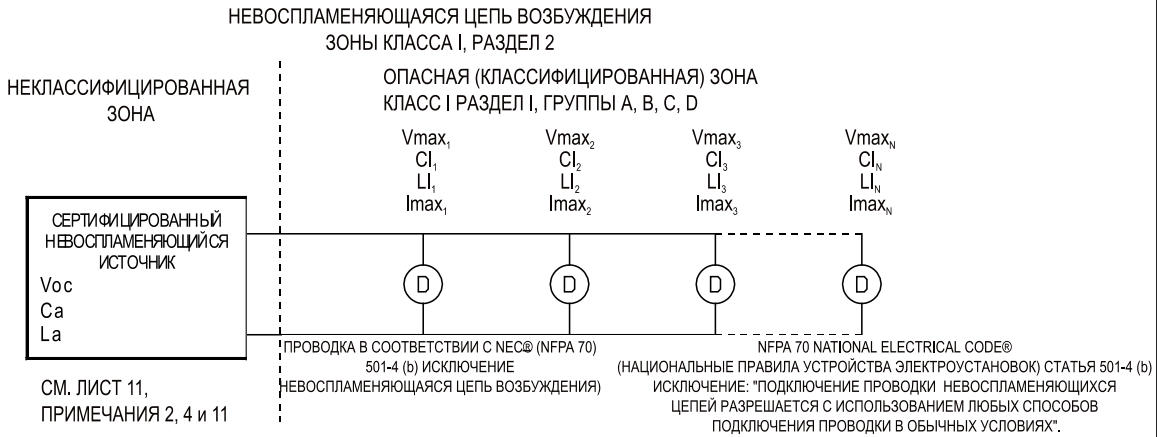 НЕВОСПЛАМЕНЯЮЩАЯСЯ ЦЕПЬ ВОЗБУЖДЕНИЯ
ЗОНЫ КЛАССА I, РАЗДЕЛ 2
НЕКЛАССИФИЦИРОВАННАЯ
ЗОНА
ОПАСНАЯ (КЛАССИФИЦИРОВАННАЯ) ЗОНА
КЛАСС I РАЗДЕЛ I, ГРУППЫ A, B, C, D
Vmax₁ Vmax₂ Vmax₃ Vmaxₙ
CI₁ CI₂ CI₃ CIₙ
LI₁ LI₂ LI₃ LIₙ
Imax₁ Imax₂ Imax₃ Imaxₙ
СЕРТИФИЦИРОВАННЫЙ
НЕВОСПЛАМЕНЯЮЩИЙСЯ
ИСТОЧНИК
Voc
Ca
La
D D D D
ПРОВОДКА В СООТВЕТСТВИИ С NEC® (NFPA 70)
501-4 (b) ИСКЛЮЧЕНИЕ
НЕВОСПЛАМЕНЯЮЩАЯСЯ ЦЕПЬ ВОЗБУЖДЕНИЯ)
NFPA 70 NATIONAL ELECTRICAL CODE®
(НАЦИОНАЛЬНЫЕ ПРАВИЛА УСТРОЙСТВА ЭЛЕКТРОУСТАНОВОК) СТАТЬЯ 501-4 (b)
ИСКЛЮЧЕНИЕ: "ПОДКЛЮЧЕНИЕ ПРОВОДКИ НЕВОСПЛАМЕНЯЮЩИХСЯ
ЦЕПЕЙ РАЗРЕШАЕТСЯ С ИСПОЛЬЗОВАНИЕМ ЛЮБЫХ СПОСОБОВ
ПОДКЛЮЧЕНИЯ ПРОВОДКИ В ОБЫЧНЫХ УСЛОВИЯХ".
СМ. ЛИСТ 11,
ПРИМЕЧАНИЯ 2, 4 и 11